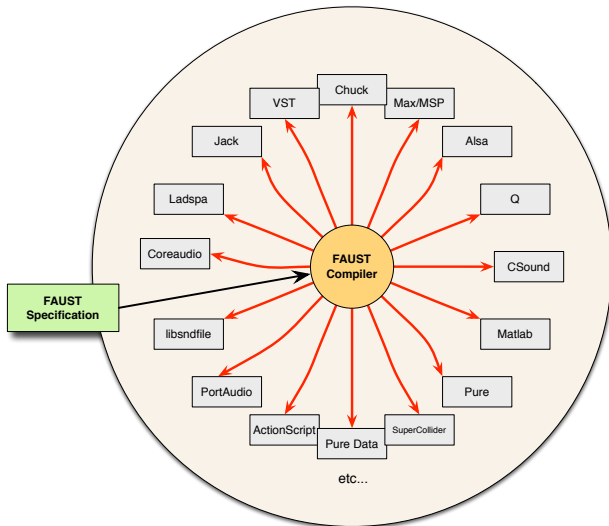 Chuck
VST
Max/MSP
Jack
Alsa
Ladspa
Q
Coreaudio
FAUST
Compiler
CSound
FAUST
Specification
libsndfile
Matlab
PortAudio
Pure
ActionScript
Pure Data
SuperCollider
etc...